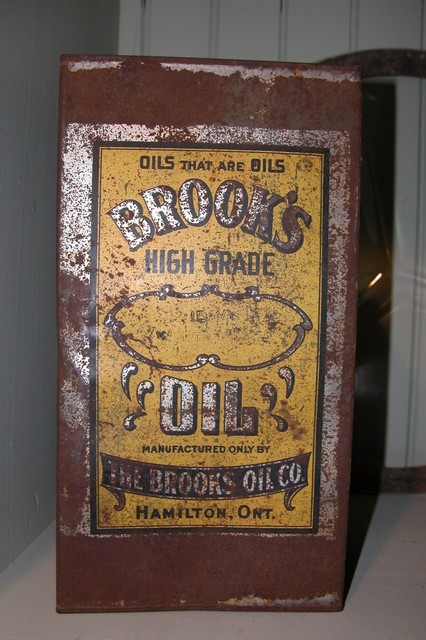 OILS THAT ARE OILS
BROOK'S
HIGH GRADE
OIL
MANUFACTURED ONLY BY
THE BROOKS OIL CO.
HAMILTON, ONT.